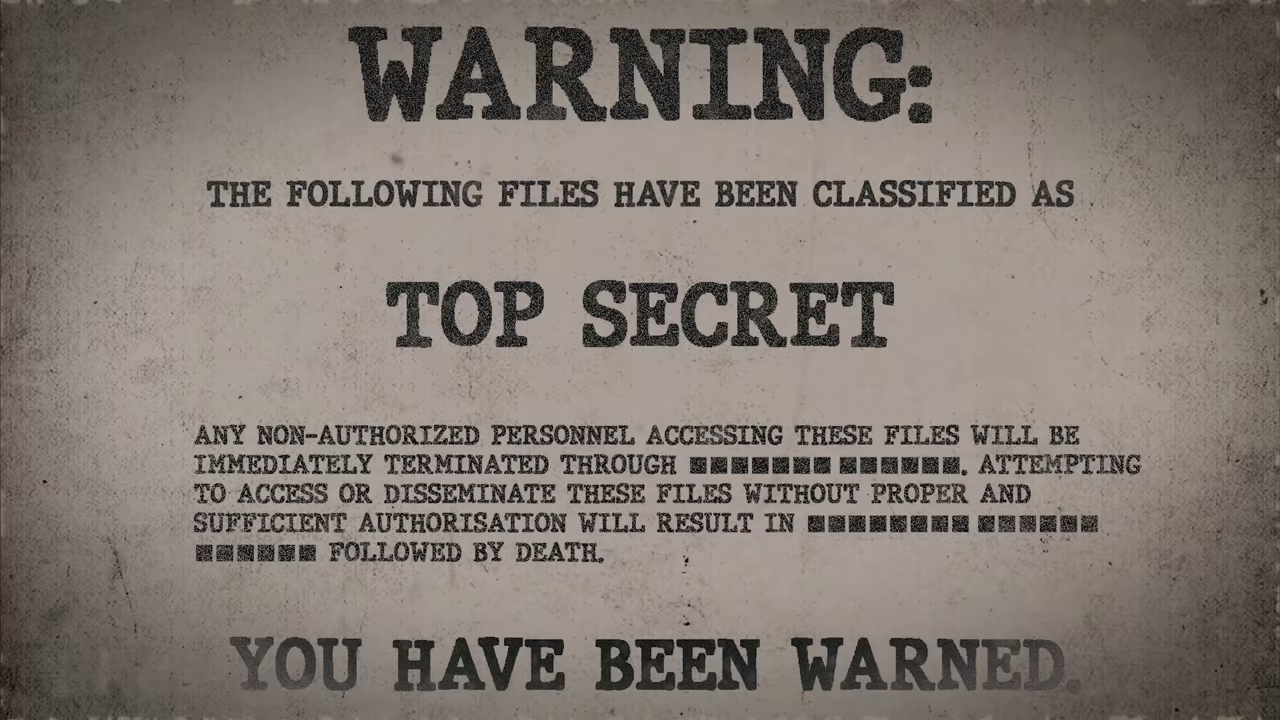 WARNING:
THE FOLLOWING FILES HAVE BEEN CLASSIFIED AS
TOP SECRET
ANY NON-AUTHORIZED PERSONNEL ACCESSING THESE FILES WILL BE
IMMEDIATELY TERMINATED THROUGH ■■■■■■■ ■■■■■■. ATTEMPTING
TO ACCESS OR DISSEMINATE THESE FILES WITHOUT PROPER AND
SUFFICIENT AUTHORISATION WILL RESULT IN ■■■■■■■■ ■■■■■■
■■■■■■ FOLLOWED BY DEATH.
YOU HAVE BEEN WARNED.